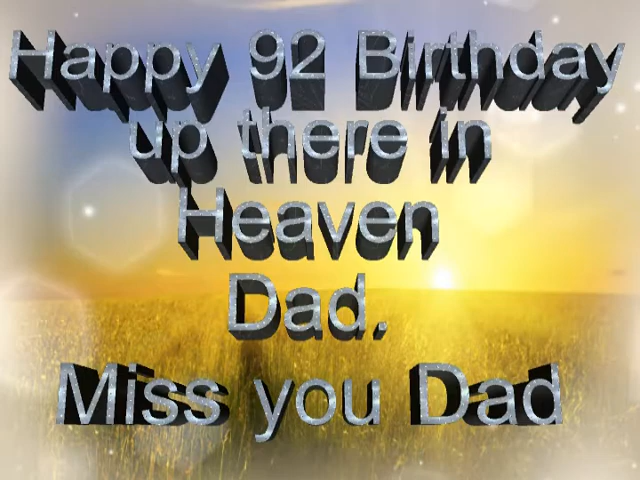 Happy 92 Birthday
up there in
Heaven
Dad.
Miss you Dad